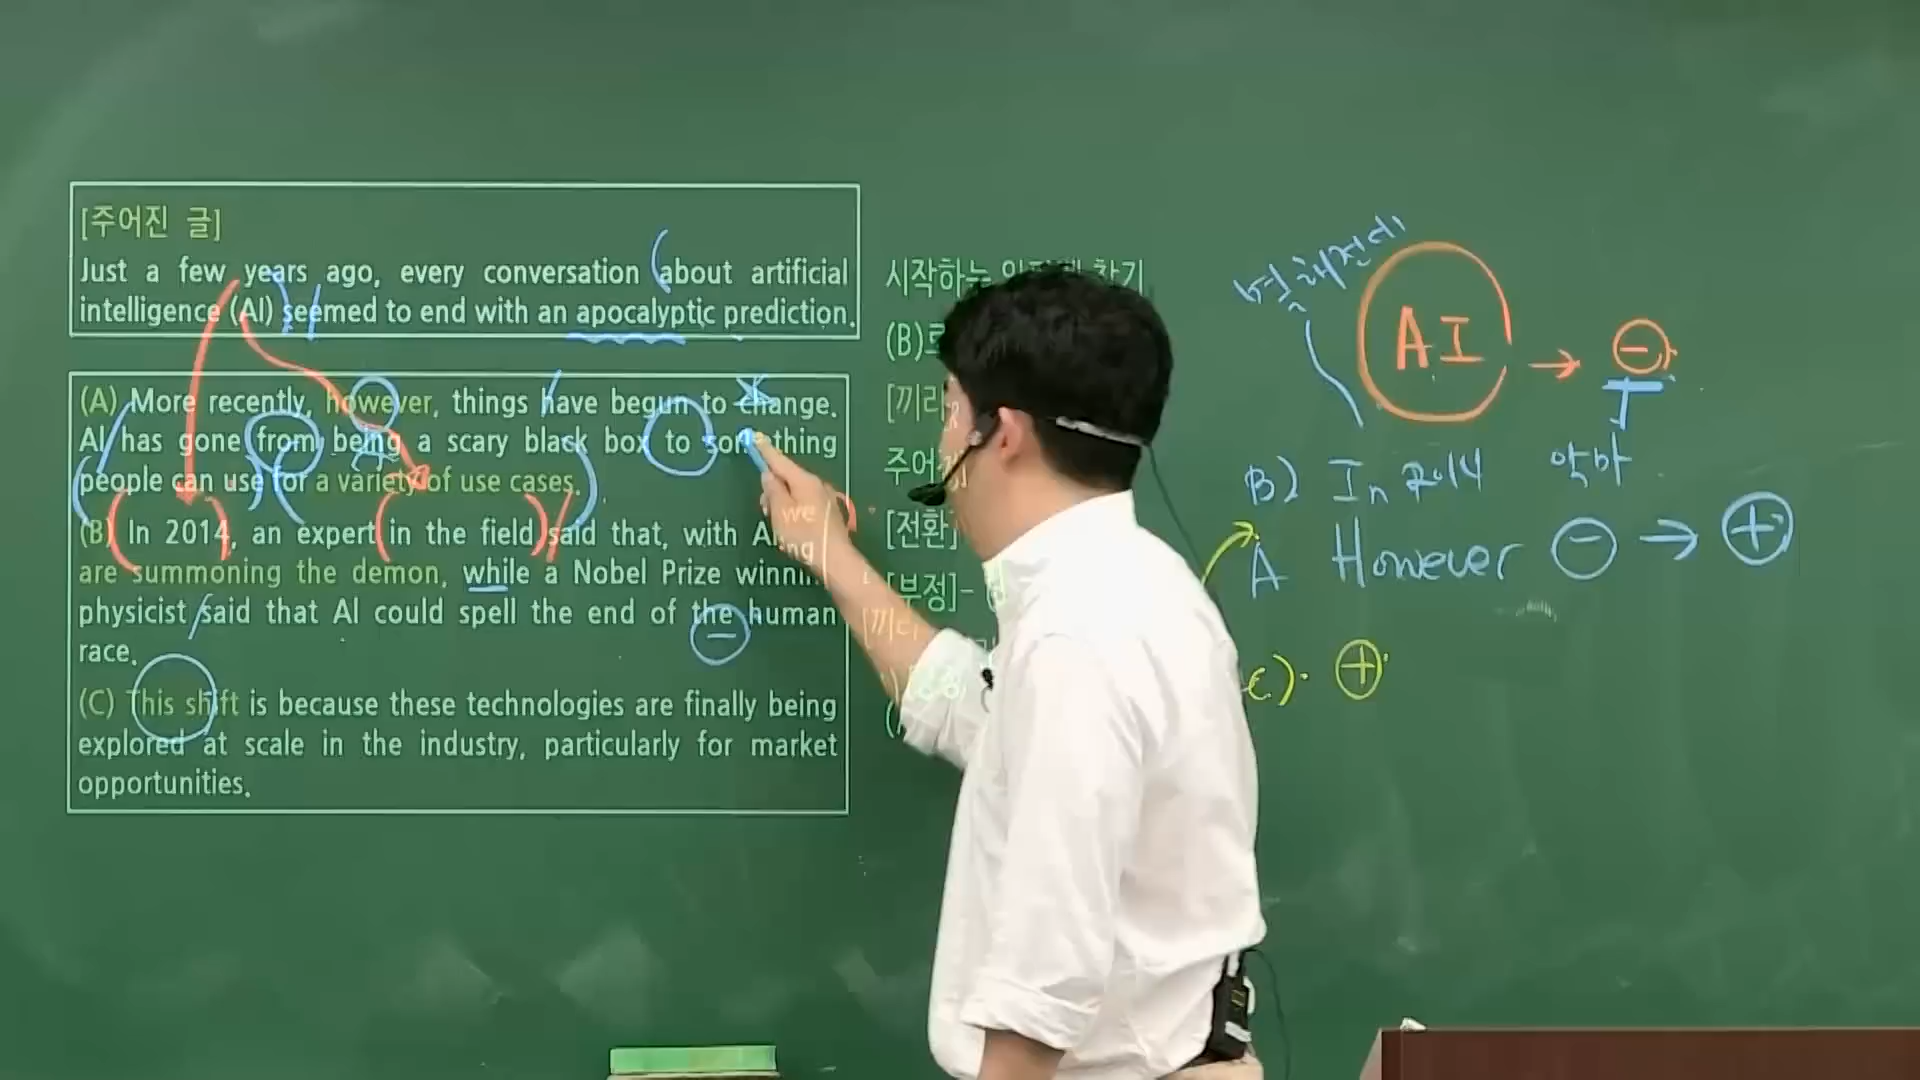 [주어진 글]
Just a few years ago, every conversation about artificial
intelligence (AI) seemed to end with an apocalyptic prediction.
(A) More recently, however, things have begun to change.
AI has gone from being a scary black box to something
people can use for a variety of use cases.
(B) In 2014, an expert in the field said that, with AI, we
are summoning the demon, while a Nobel Prize winning
physicist said that AI could spell the end of the human
race.
(C) This shift is because these technologies are finally being
explored at scale in the industry, particularly for market
opportunities.
시작하는
(B)
[끼리
[전환]
[부정]-
AI → ⊖
B) In 2014 악마
A However ⊖ → ⊕
C). ⊕